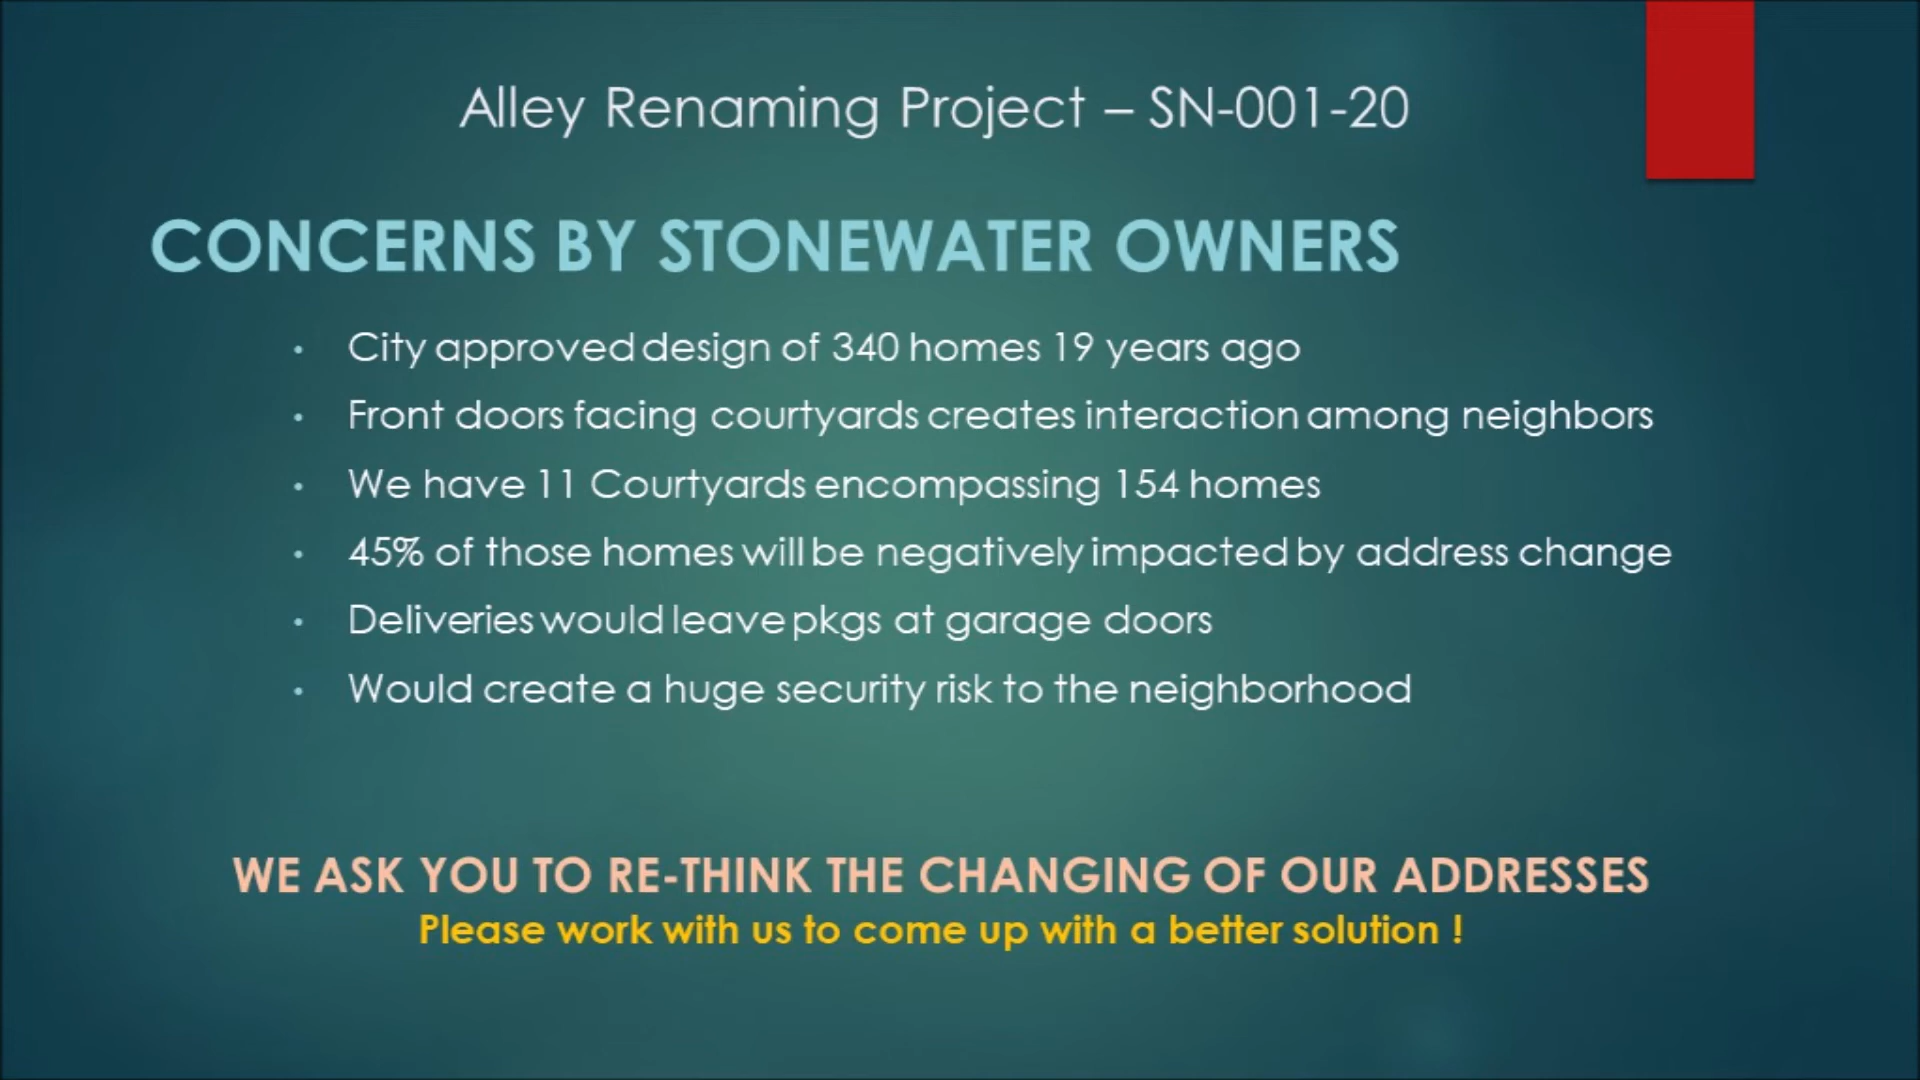 Alley Renaming Project – SN-001-20
CONCERNS BY STONEWATER OWNERS
• City approved design of 340 homes 19 years ago
• Front doors facing courtyards creates interaction among neighbors
• We have 11 Courtyards encompassing 154 homes
• 45% of those homes will be negatively impacted by address change
• Deliveries would leave pkgs at garage doors
• Would create a huge security risk to the neighborhood
WE ASK YOU TO RE-THINK THE CHANGING OF OUR ADDRESSES
Please work with us to come up with a better solution !